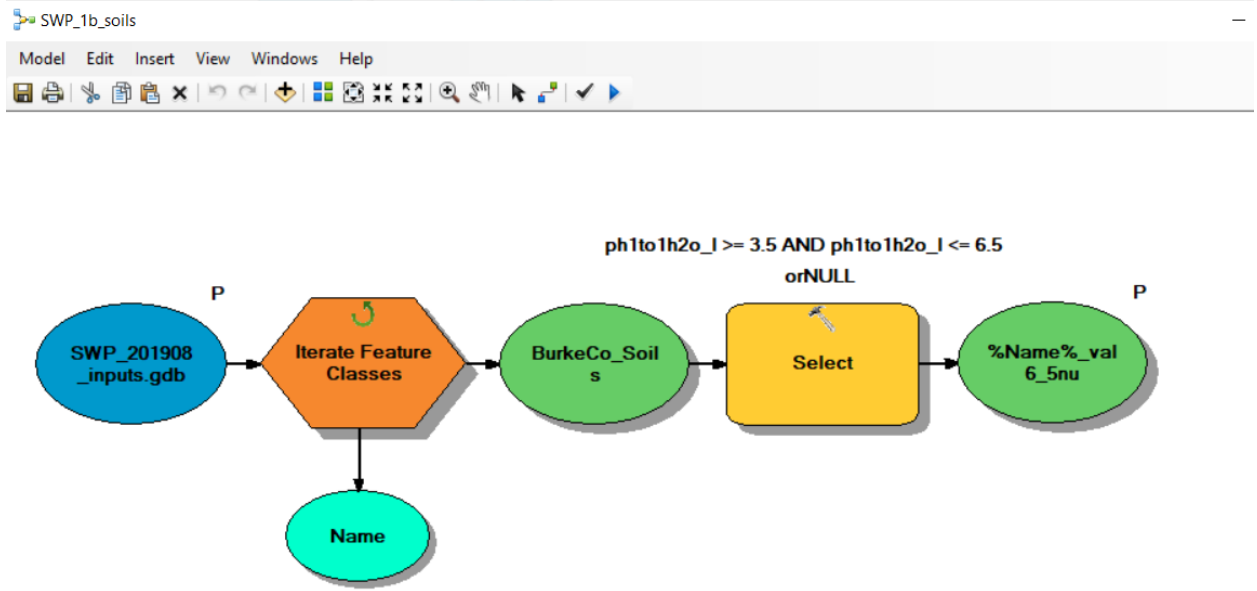 SWP_1b_soils
Model Edit Insert View Windows Help
ph1to1h2o_l >= 3.5 AND ph1to1h2o_l <= 6.5
orNULL
P
P
SWP_201908
_inputs.gdb
Iterate Feature
Classes
BurkeCo_Soil
s
Select
%Name%_val
6_5nu
Name